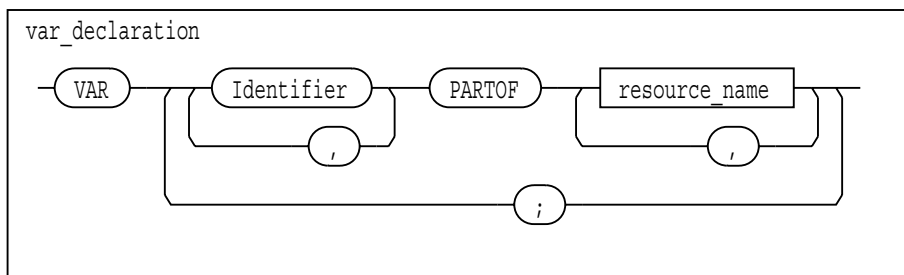 var_declaration
VAR Identifier PARTOF resource_name
, ,
;